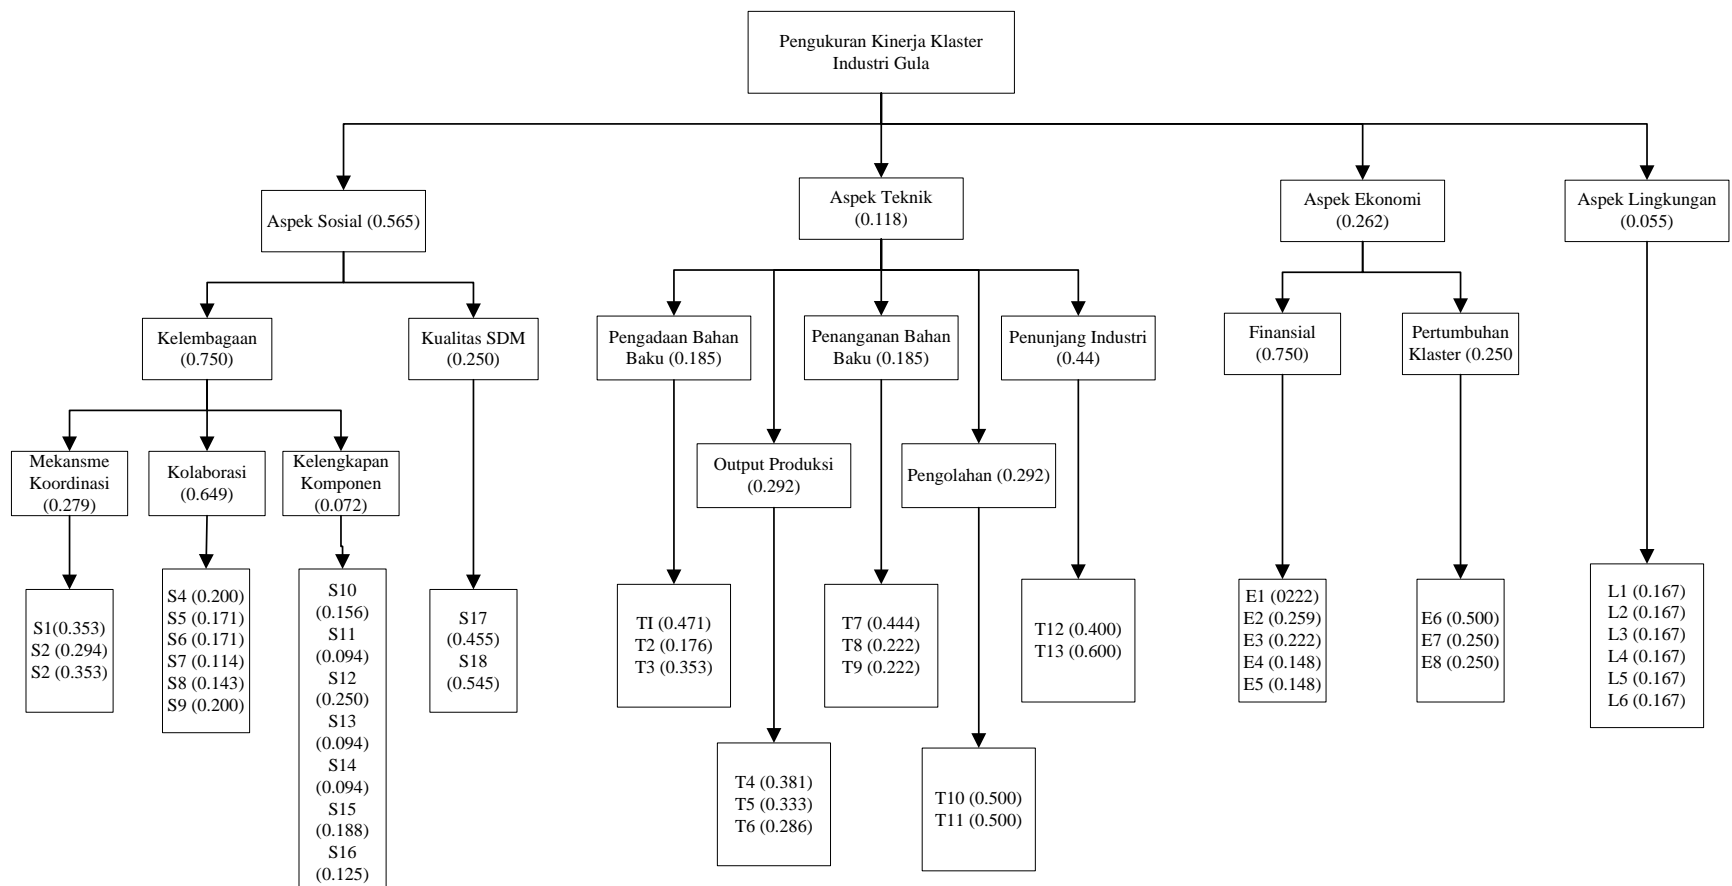 Pengukuran Kinerja Klaster
Industri Gula
Aspek Sosial (0.565)
Aspek Teknik
(0.118)
Aspek Ekonomi
(0.262)
Aspek Lingkungan
(0.055)
Kelembagaan
(0.750)
Kualitas SDM
(0.250)
Pengadaan Bahan
Baku (0.185)
Penanganan Bahan
Baku (0.185)
Penunjang Industri
(0.44)
Finansial
(0.750)
Pertumbuhan
Klaster (0.250
Mekansme
Koordinasi
(0.279)
Kolaborasi
(0.649)
Kelengkapan
Komponen
(0.072)
Output Produksi
(0.292)
Pengolahan (0.292)
S1(0.353)
S2 (0.294)
S2 (0.353)
S4 (0.200)
S5 (0.171)
S6 (0.171)
S7 (0.114)
S8 (0.143)
S9 (0.200)
S10
(0.156)
S11
(0.094)
S12
(0.250)
S13
(0.094)
S14
(0.094)
S15
(0.188)
S16
(0.125)
S17
(0.455)
S18
(0.545)
TI (0.471)
T2 (0.176)
T3 (0.353)
T7 (0.444)
T8 (0.222)
T9 (0.222)
T12 (0.400)
T13 (0.600)
E1 (0222)
E2 (0.259)
E3 (0.222)
E4 (0.148)
E5 (0.148)
E6 (0.500)
E7 (0.250)
E8 (0.250)
L1 (0.167)
L2 (0.167)
L3 (0.167)
L4 (0.167)
L5 (0.167)
L6 (0.167)
T4 (0.381)
T5 (0.333)
T6 (0.286)
T10 (0.500)
T11 (0.500)